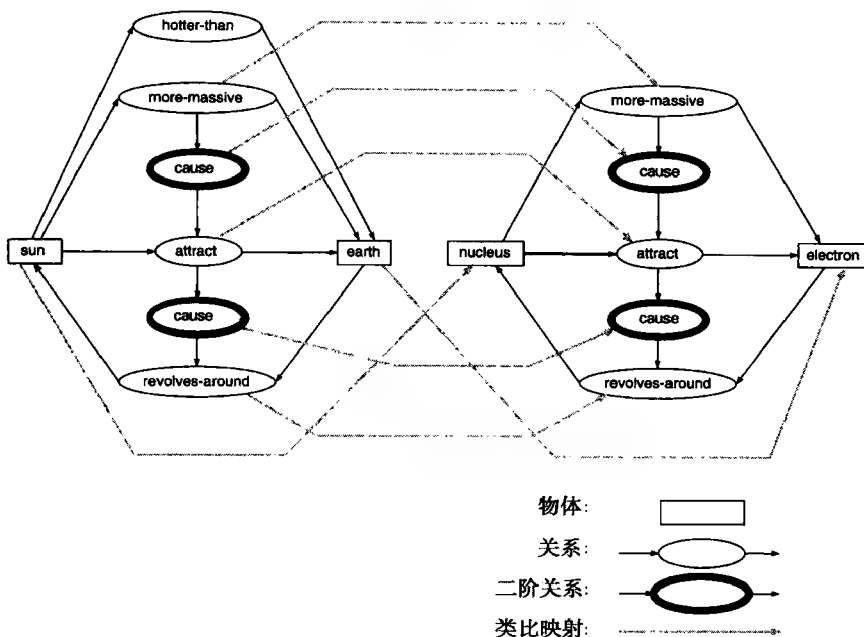 hotter-than
more-massive
cause
sun
attract
earth
cause
revolves-around
more-massive
cause
nucleus
attract
electron
cause
revolves-around
物体:
关系:
二阶关系:
类比映射: